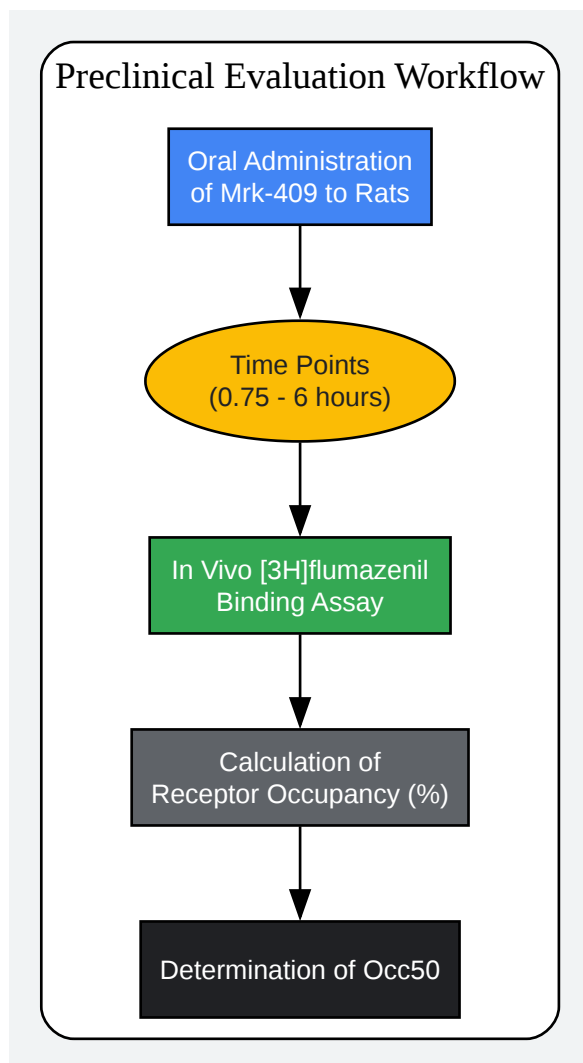 Preclinical Evaluation Workflow
Oral Administration
of Mrk-409 to Rats
Time Points
(0.75 - 6 hours)
In Vivo [3H]flumazenil
Binding Assay
Calculation of
Receptor Occupancy (%)
Determination of Occ50